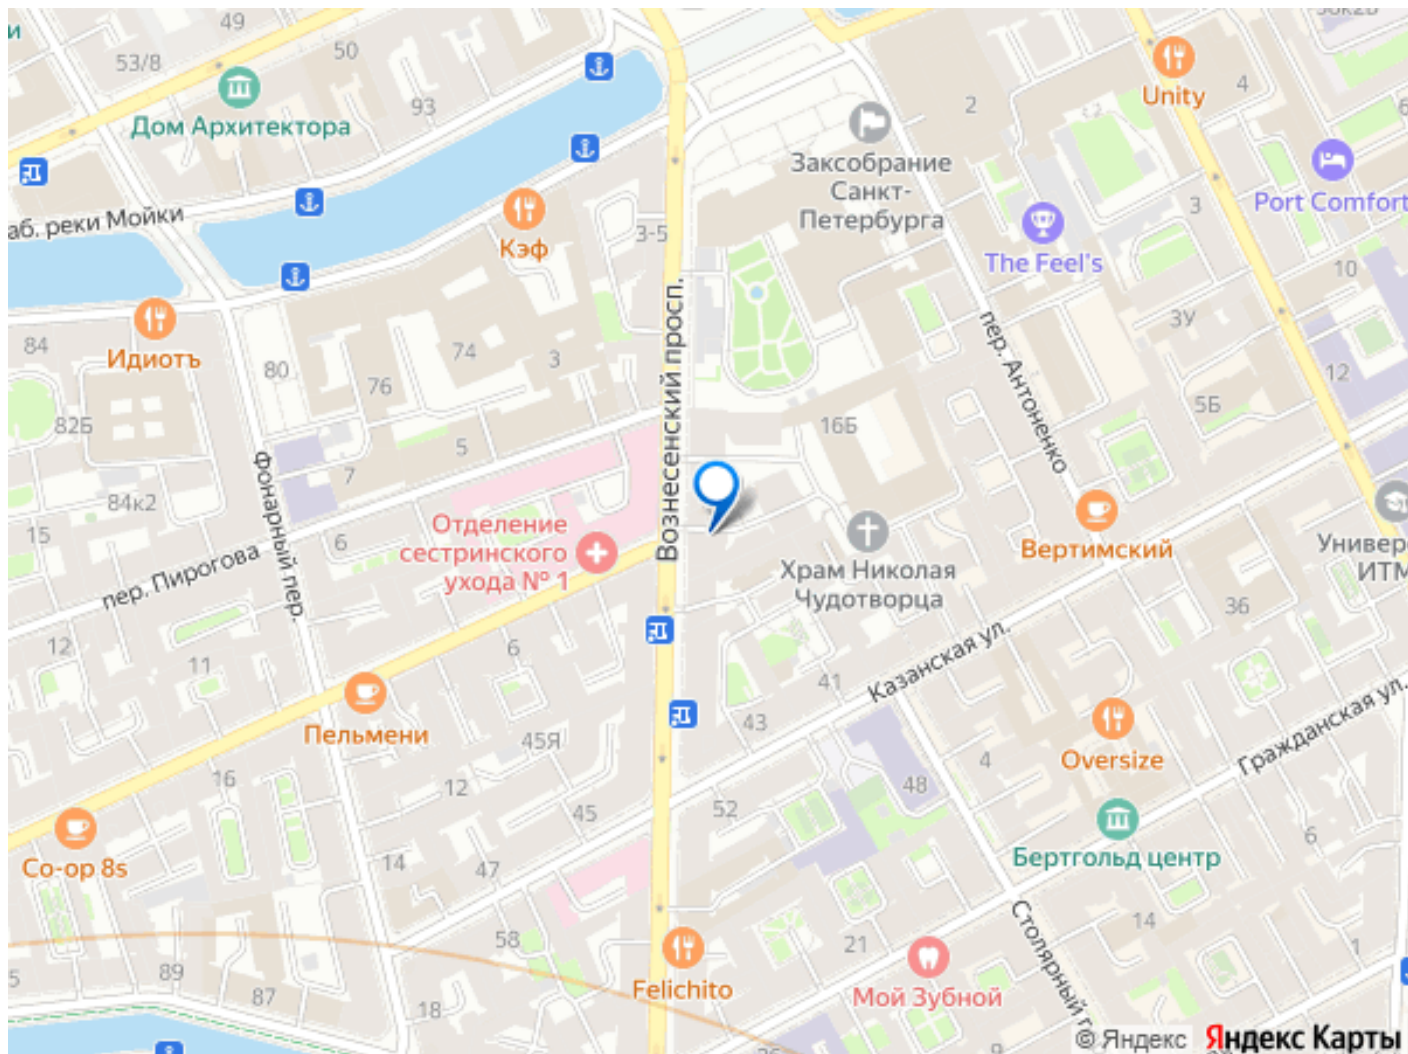 и
49
50
53/8
93
Дом Архитектора
аб. реки Мойки
Кэф
3-5
2
Unity
4
Заксобрание
Санкт-
Петербурга
3
Port Comfort
The Feel's
10
3У
84
Идиотъ
80
74
76
3
Вознесенский просп.
пер. Антоненко
12
5Б
82Б
16Б
5
7
84к2
Фонарный пер.
15
6
пер. Пирогова
Отделение
сестринского
ухода № 1
Храм Николая
Чудотворца
Вертимский
Универ
ИТМ
36
12
11
6
41
Казанская ул.
Гражданская ул.
Пельмени
43
45Я
Oversize
4
16
12
48
52
45
Co-op 8s
14
47
Бертгольд центр
6
58
21
14
1
Felichito
Мой Зубной
Столярный п
5
89
87
18
9
© Яндекс
Яндекс Карты